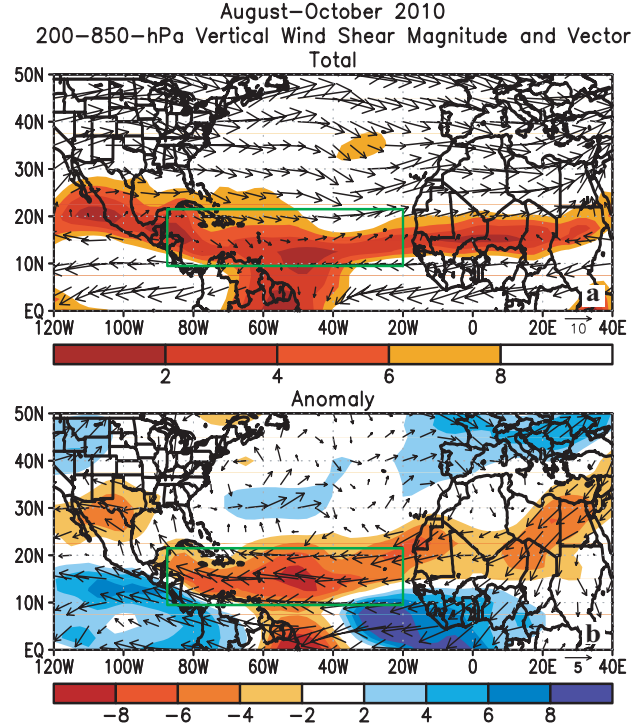 August-October 2010
200-850-hPa Vertical Wind Shear Magnitude and Vector
Total
50N
40N
30N
20N
10N
EQ
a
120W 100W 80W 60W 40W 20W 0 20E 40E
10
2 4 6 8
Anomaly
50N
40N
30N
20N
10N
EQ
b
120W 100W 80W 60W 40W 20W 0 20E 40E
5
-8 -6 -4 -2 2 4 6 8